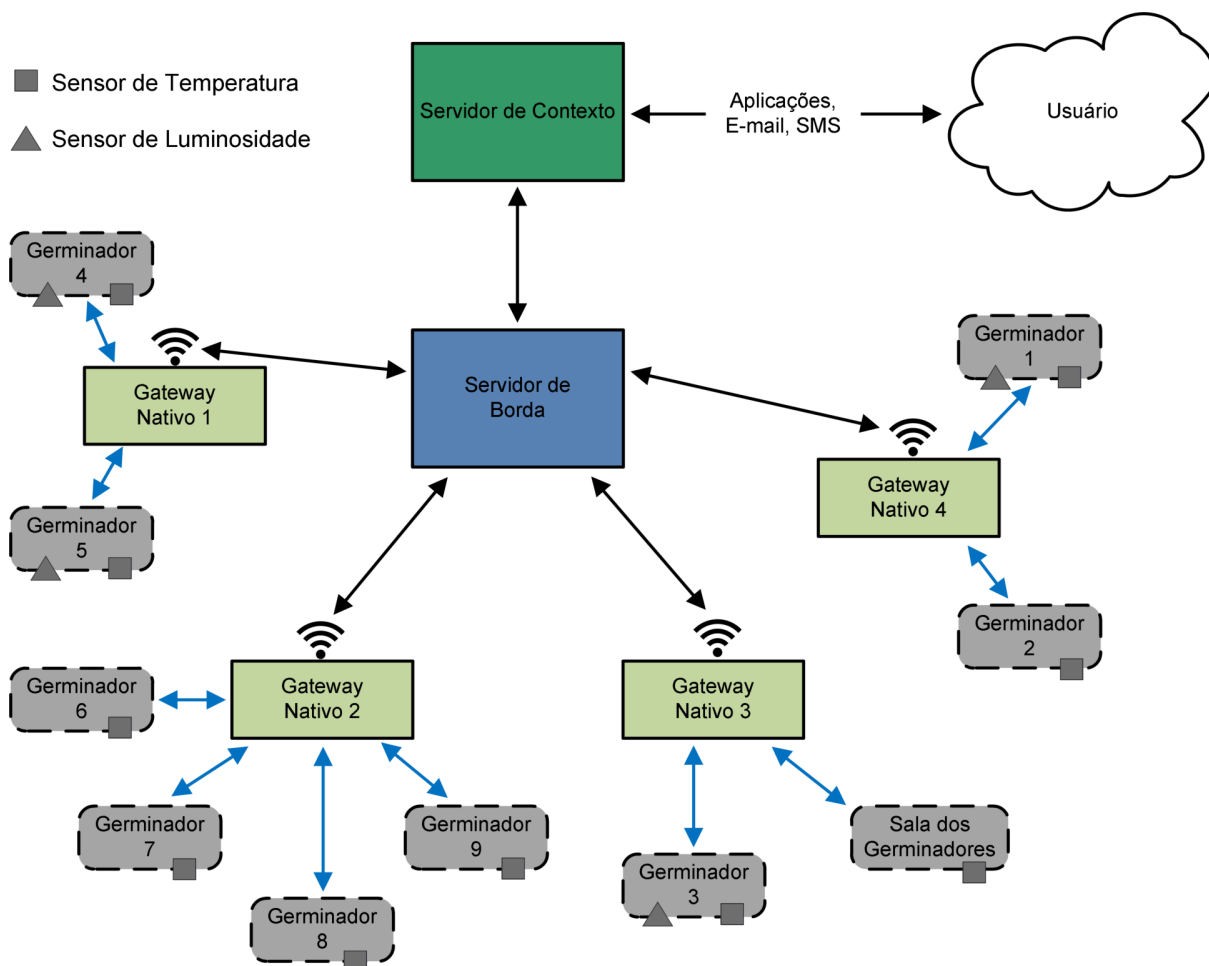 Sensor de Temperatura
Sensor de Luminosidade
Servidor de Contexto
Aplicações,
E-mail, SMS
Usuário
Germinador
4
Gateway
Nativo 1
Germinador
5
Servidor de
Borda
Germinador
1
Gateway
Nativo 4
Germinador
2
Germinador
6
Gateway
Nativo 2
Gateway
Nativo 3
Germinador
7
Germinador
8
Germinador
9
Germinador
3
Sala dos
Germinadores